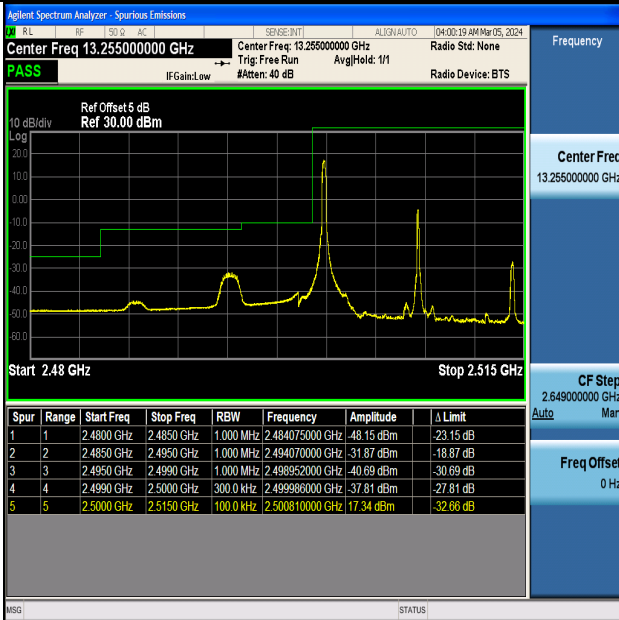 Agilent Spectrum Analyzer - Spurious Emissions
RL RF 50 Ω AC SENSE:INT ALIGN AUTO 04:00:19 AM Mar 05, 2024
Center Freq 13.255000000 GHz
Center Freq: 13.255000000 GHz
Radio Std: None
Trig: Free Run Avg|Hold: 1/1
PASS
IFGain:Low
#Atten: 40 dB
Radio Device: BTS
Ref Offset 5 dB
10 dB/div Ref 30.00 dBm
Log
20.0
10.0
0.00
-10.0
-20.0
-30.0
-40.0
-50.0
-60.0
Start 2.48 GHz Stop 2.515 GHz
Spur Range Start Freq Stop Freq RBW Frequency Amplitude Δ Limit
1 1 2.4800 GHz 2.4850 GHz 1.000 MHz 2.484075000 GHz -48.15 dBm -23.15 dB
2 2 2.4850 GHz 2.4950 GHz 1.000 MHz 2.494070000 GHz -31.87 dBm -18.87 dB
3 3 2.4950 GHz 2.4990 GHz 1.000 MHz 2.498952000 GHz -40.69 dBm -30.69 dB
4 4 2.4990 GHz 2.5000 GHz 300.0 kHz 2.499986000 GHz -37.81 dBm -27.81 dB
5 5 2.5000 GHz 2.5150 GHz 100.0 kHz 2.500810000 GHz 17.34 dBm -32.66 dB
MSG STATUS
Frequency
Center Freq
13.255000000 GHz
CF Step
2.649000000 GHz
Auto Man
Freq Offset
0 Hz